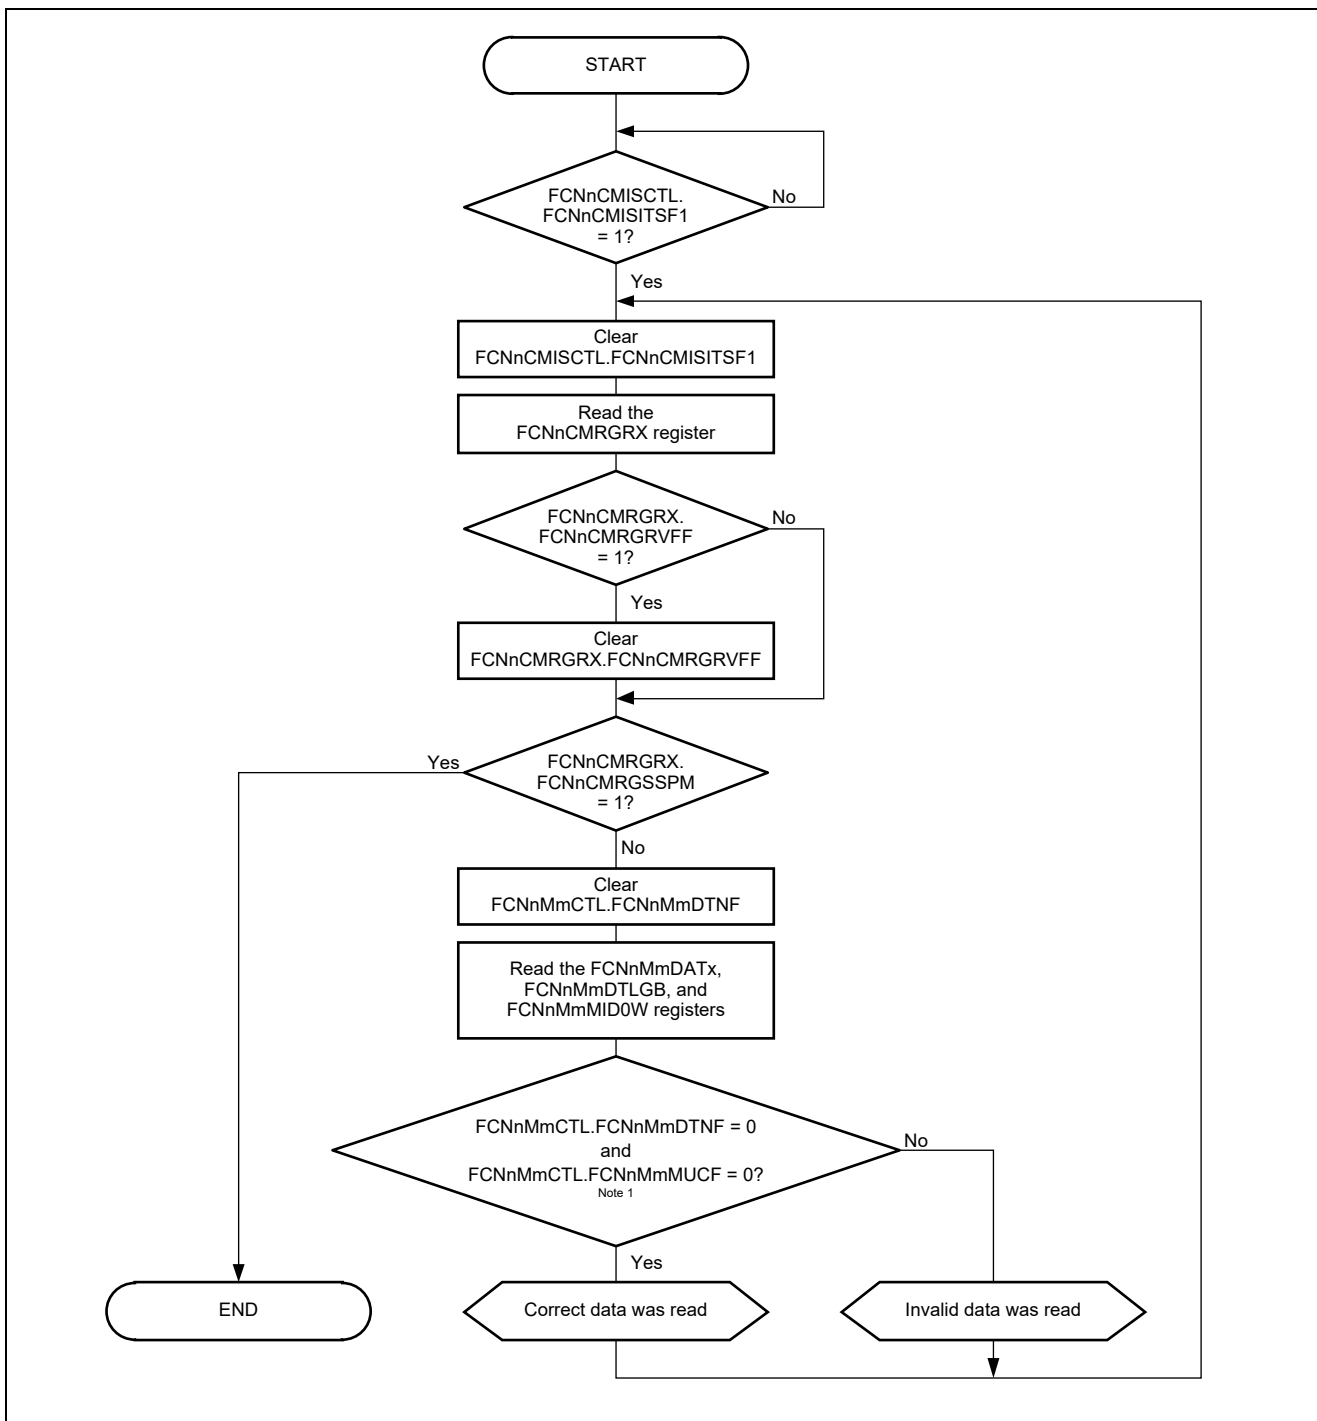 START
FCNnCMISCTL.
FCNnCMISITSF1
= 1?
No
Yes
Clear
FCNnCMISCTL.FCNnCMISITSF1
Read the
FCNnCMRGRX register
FCNnCMRGRX.
FCNnCMRGRVFF
= 1?
No
Yes
Clear
FCNnCMRGRX.FCNnCMRGRVFF
FCNnCMRGRX.
FCNnCMRGSSPM
= 1?
Yes
No
Clear
FCNnMmCTL.FCNnMmDTNF
Read the FCNnMmDATx,
FCNnMmDTLGB, and
FCNnMmMID0W registers
FCNnMmCTL.FCNnMmDTNF = 0
and
FCNnMmCTL.FCNnMmMUCF = 0?
Note 1
No
Yes
END
Correct data was read
Invalid data was read